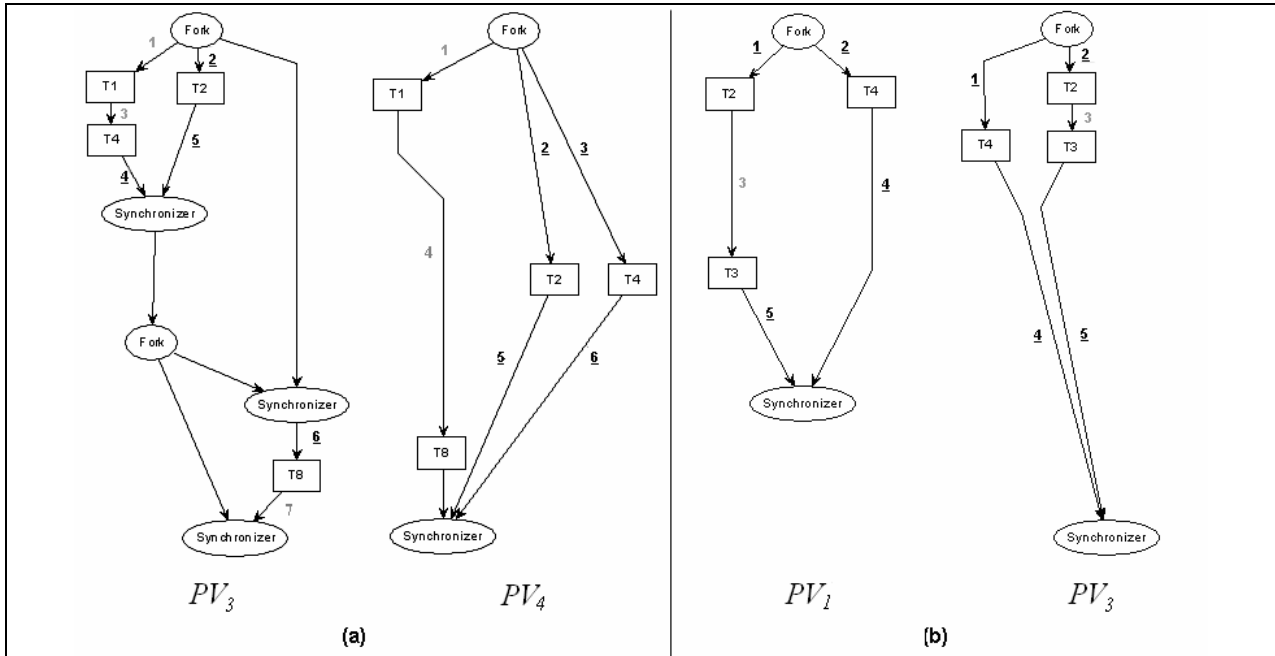 Fork
1
2
T1
T2
3
T4
5
4
Synchronizer
Fork
Synchronizer
6
T8
7
Synchronizer
PV3
Fork
1
T1
2
3
4
T2
T4
5
6
T8
Synchronizer
PV4
(a)
Fork
1
2
T2
T4
3
4
T3
5
Synchronizer
PV1
Fork
1
2
T2
3
T4
T3
4
5
Synchronizer
PV3
(b)